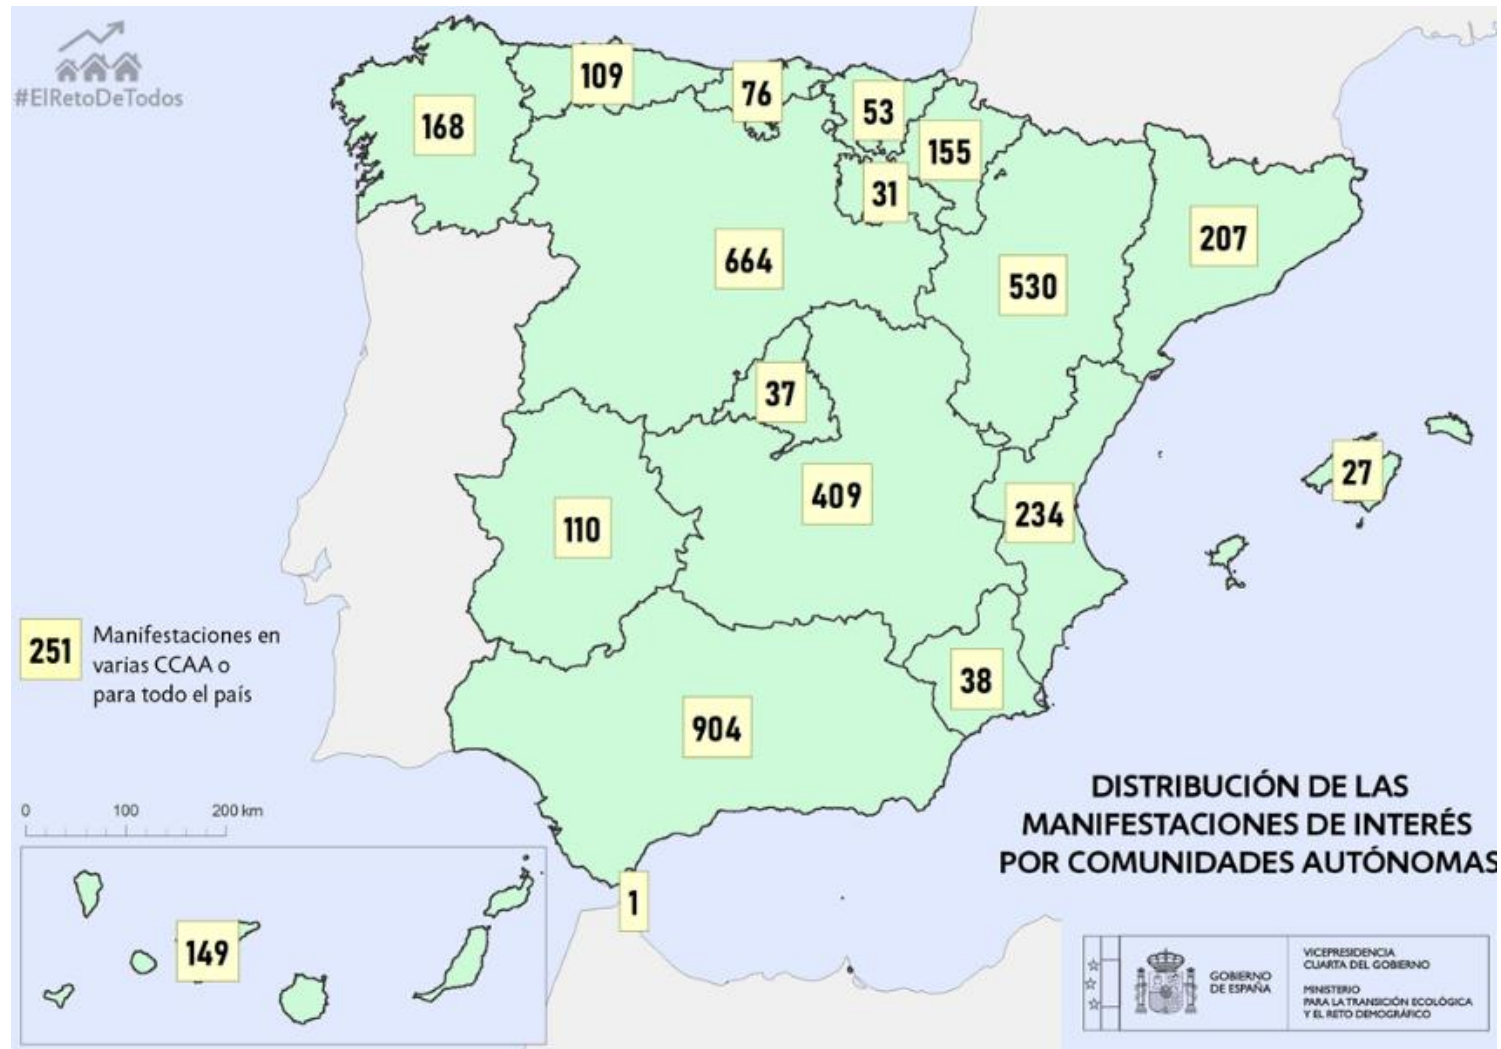 #ElRetoDeTodos
109
76
53
168
155
31
207
664
530
37
27
409
234
110
251
Manifestaciones en
varias CCAA o
para todo el país
38
904
DISTRIBUCIÓN DE LAS
MANIFESTACIONES DE INTERÉS
POR COMUNIDADES AUTÓNOMAS
0 100 200 km
1
149
GOBIERNO
DE ESPAÑA
VICEPRESIDENCIA
CUARTA DEL GOBIERNO
MINISTERIO
PARA LA TRANSICIÓN ECOLÓGICA
Y EL RETO DEMOGRÁFICO